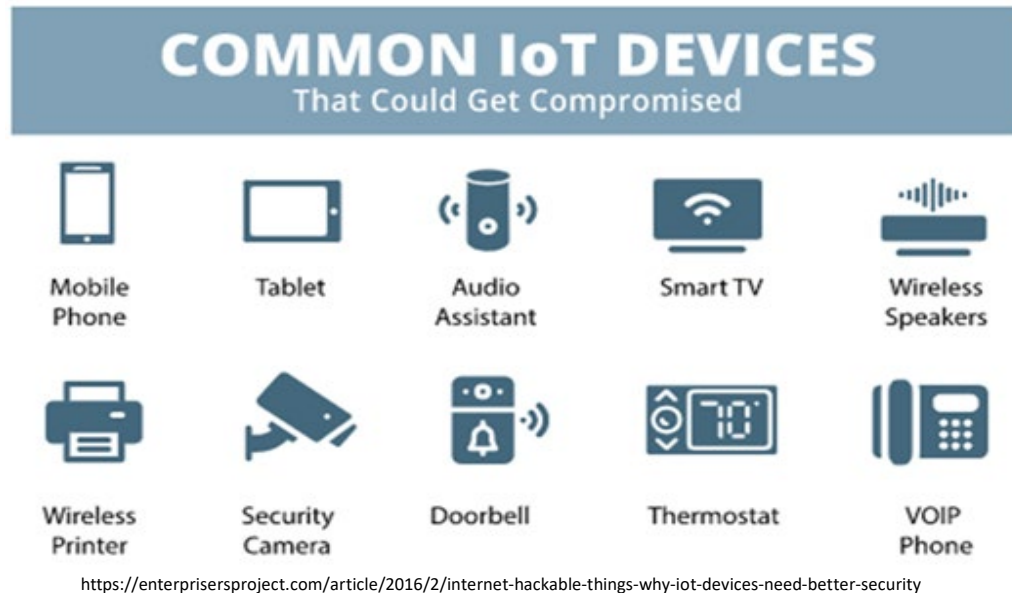 COMMON IoT DEVICES
That Could Get Compromised
Mobile
Phone
Tablet
Audio
Assistant
Smart TV
Wireless
Speakers
Wireless
Printer
Security
Camera
Doorbell
70°
Thermostat
VOIP
Phone
https://enterprisersproject.com/article/2016/2/internet-hackable-things-why-iot-devices-need-better-security